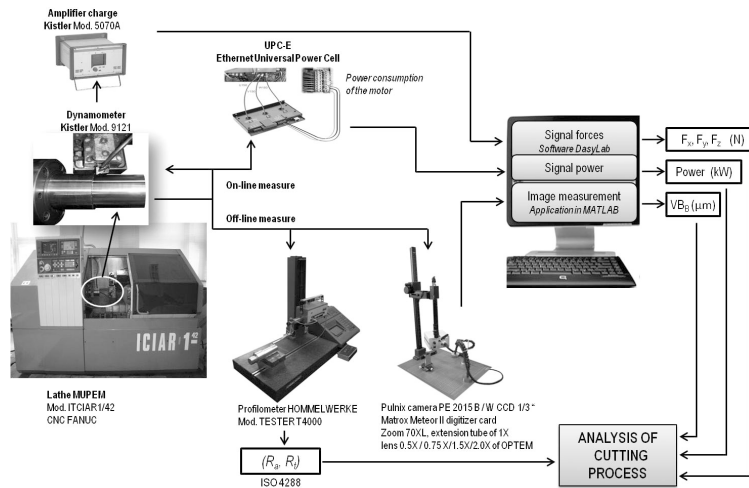 Amplifier charge
Kistler Mod. 5070A
UPC-E
Ethernet Universal Power Cell
Power consumption
of the motor
Dynamometer
Kistler Mod. 9121
Signal forces
Software DasyLab
Signal power
Image measurement
Application in MATLAB
Fx, Fy, Fz (N)
Power (kW)
VBB (μm)
On-line measure
Off-line measure
ICIAR 1 42
Lathe MUPEM
Mod. ITCIAR1/42
CNC FANUC
Profilometer HOMMELWERKE
Mod. TESTER T4000
Pulnix camera PE 2015 B / W CCD 1/3 "
Matrox Meteor II digitizer card
Zoom 70XL, extension tube of 1X
lens 0.5X / 0.75 X/1.5X/2.0X of OPTEM
(Ra, Rt)
ISO 4288
ANALYSIS OF
CUTTING
PROCESS